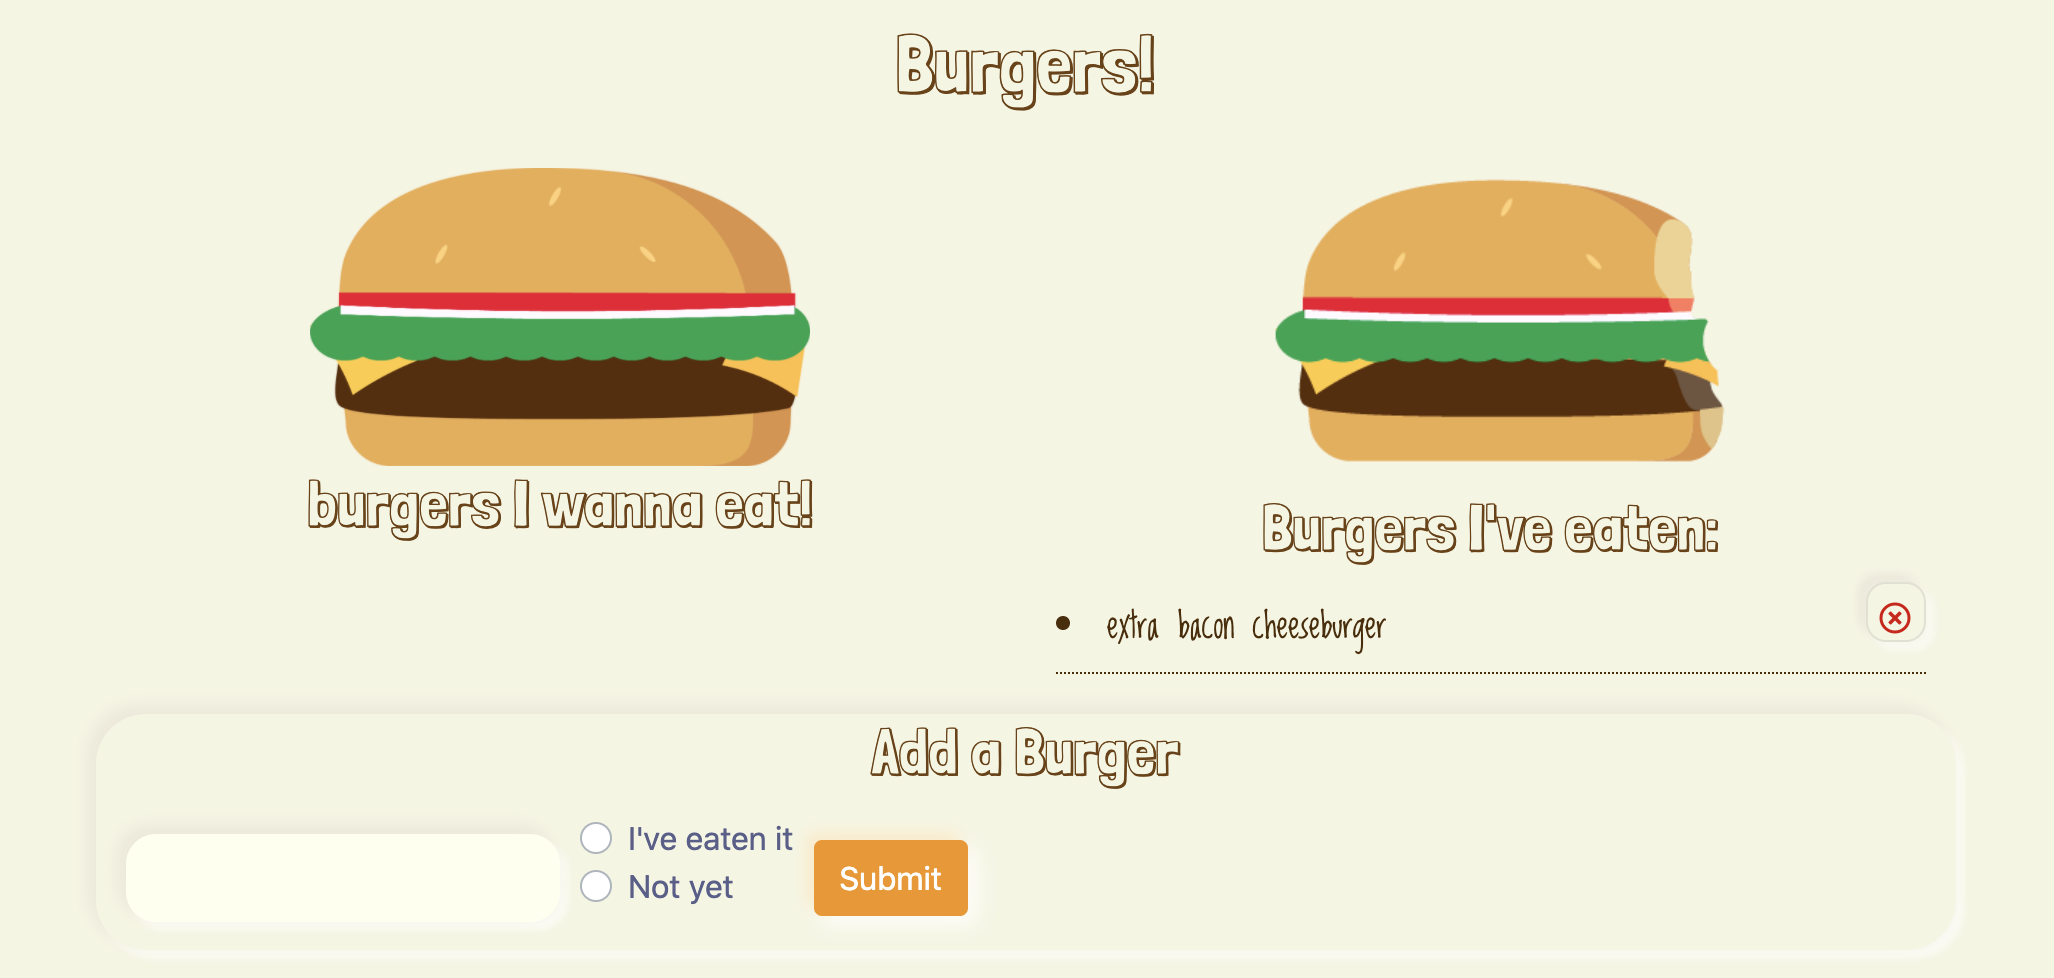 Burgers!
burgers I wanna eat!
Burgers I've eaten:
extra bacon cheeseburger
Add a Burger
I've eaten it
Not yet
Submit